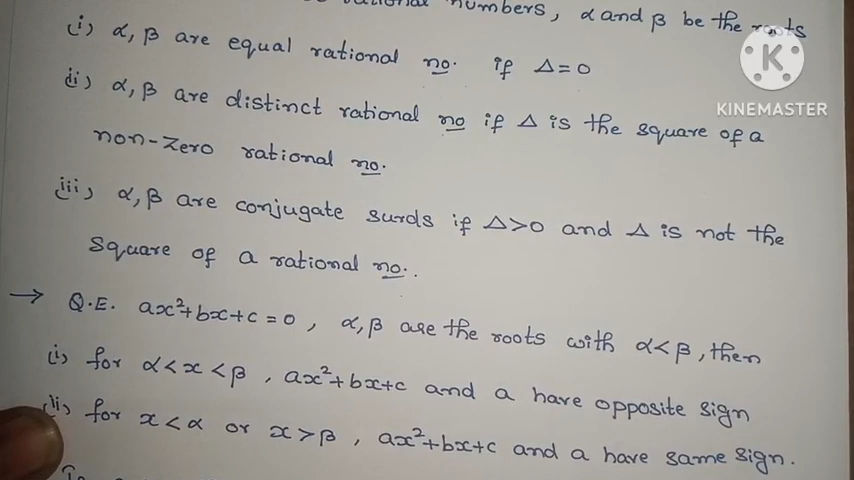 rational numbers, α and β be the roots
(i) α, β are equal rational no. if Δ=0
(ii) α, β are distinct rational no if Δ is the square of a
non-zero rational no.
(iii) α, β are conjugate surds if Δ>0 and Δ is not the
square of a rational no.
→ Q.E. ax²+bx+c=0, α, β are the roots with α<β, then
(i) for α<x<β, ax²+bx+c and a have opposite sign
(ii) for x<α or x>β, ax²+bx+c and a have same sign.
K
KINEMASTER